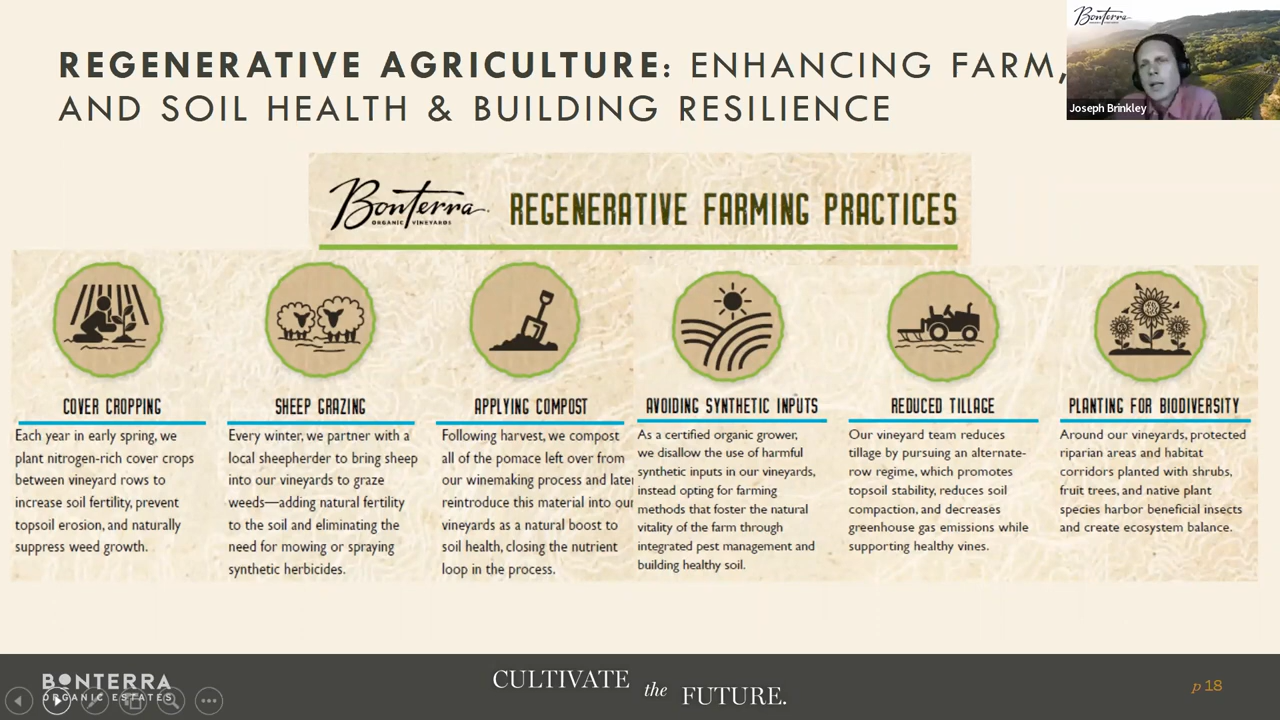 REGENERATIVE AGRICULTURE: ENHANCING FARM,
AND SOIL HEALTH & BUILDING RESILIENCE
Bonterra
Joseph Brinkley
Bonterra
ORGANIC VINEYARDS
REGENERATIVE FARMING PRACTICES
COVER CROPPING
Each year in early spring, we
plant nitrogen-rich cover crops
between vineyard rows to
increase soil fertility, prevent
topsoil erosion, and naturally
suppress weed growth.
SHEEP GRAZING
Every winter, we partner with a
local sheepherder to bring sheep
into our vineyards to graze
weeds—adding natural fertility
to the soil and eliminating the
need for mowing or spraying
synthetic herbicides.
APPLYING COMPOST
Following harvest, we compost
all of the pomace left over from
our winemaking process and later
reintroduce this material into our
vineyards as a natural boost to
soil health, closing the nutrient
loop in the process.
AVOIDING SYNTHETIC INPUTS
As a certified organic grower,
we disallow the use of harmful
synthetic inputs in our vineyards,
instead opting for farming
methods that foster the natural
vitality of the farm through
integrated pest management and
building healthy soil.
REDUCED TILLAGE
Our vineyard team reduces
tillage by pursuing an alternate-
row regime, which promotes
topsoil stability, reduces soil
compaction, and decreases
greenhouse gas emissions while
supporting healthy vines.
PLANTING FOR BIODIVERSITY
Around our vineyards, protected
riparian areas and habitat
corridors planted with shrubs,
fruit trees, and native plant
species harbor beneficial insects
and create ecosystem balance.
BONTERRA
ORGANIC ESTATES
CULTIVATE the FUTURE.
p 18